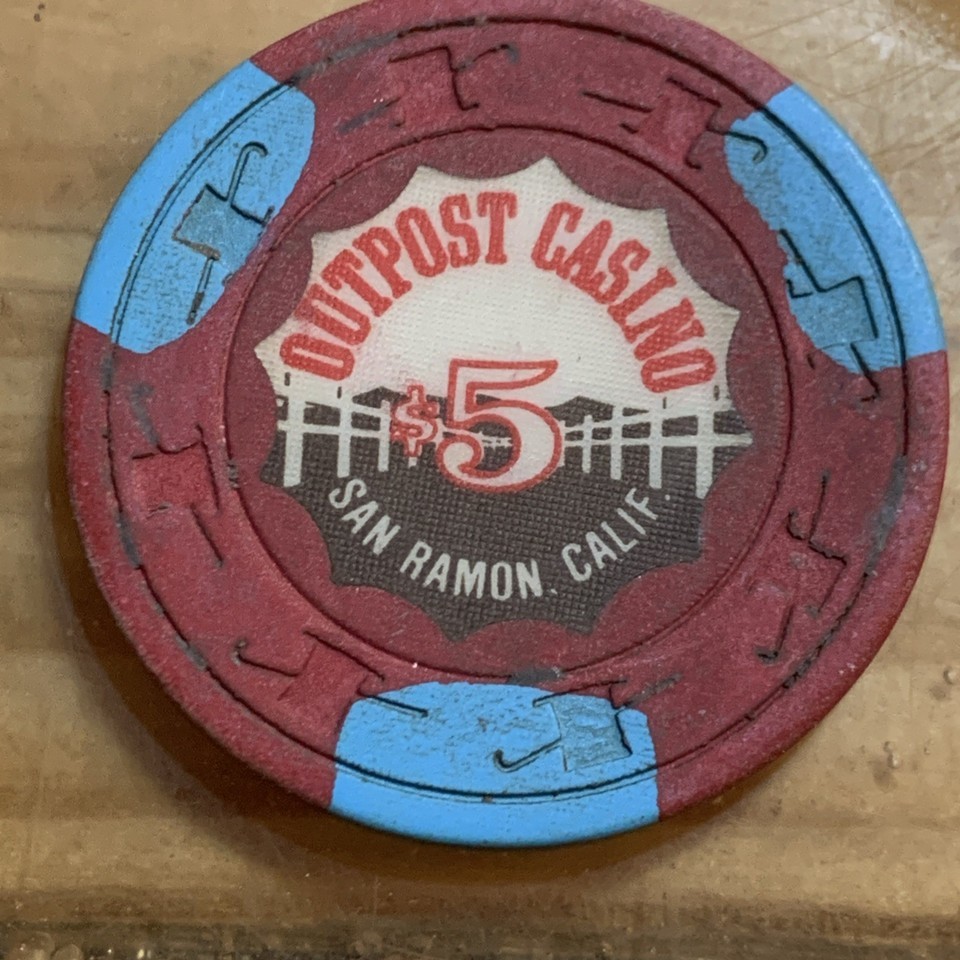 OUTPOST CASINO
$5
SAN RAMON. CALIF.